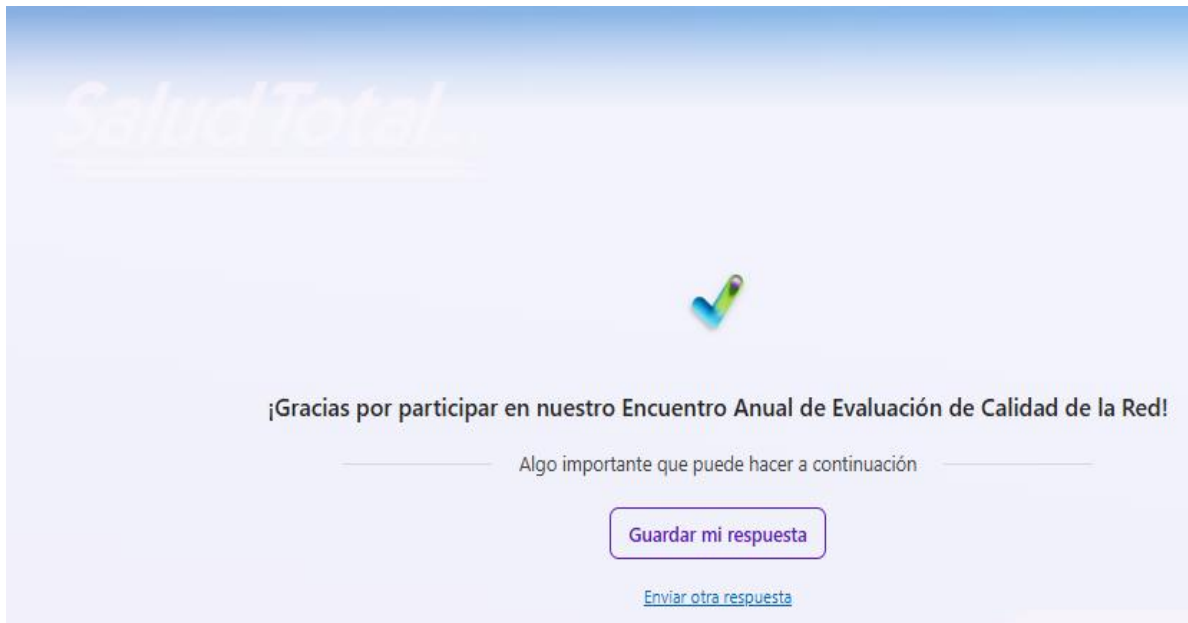 SaludTotal
¡Gracias por participar en nuestro Encuentro Anual de Evaluación de Calidad de la Red!
Algo importante que puede hacer a continuación
Guardar mi respuesta
Enviar otra respuesta